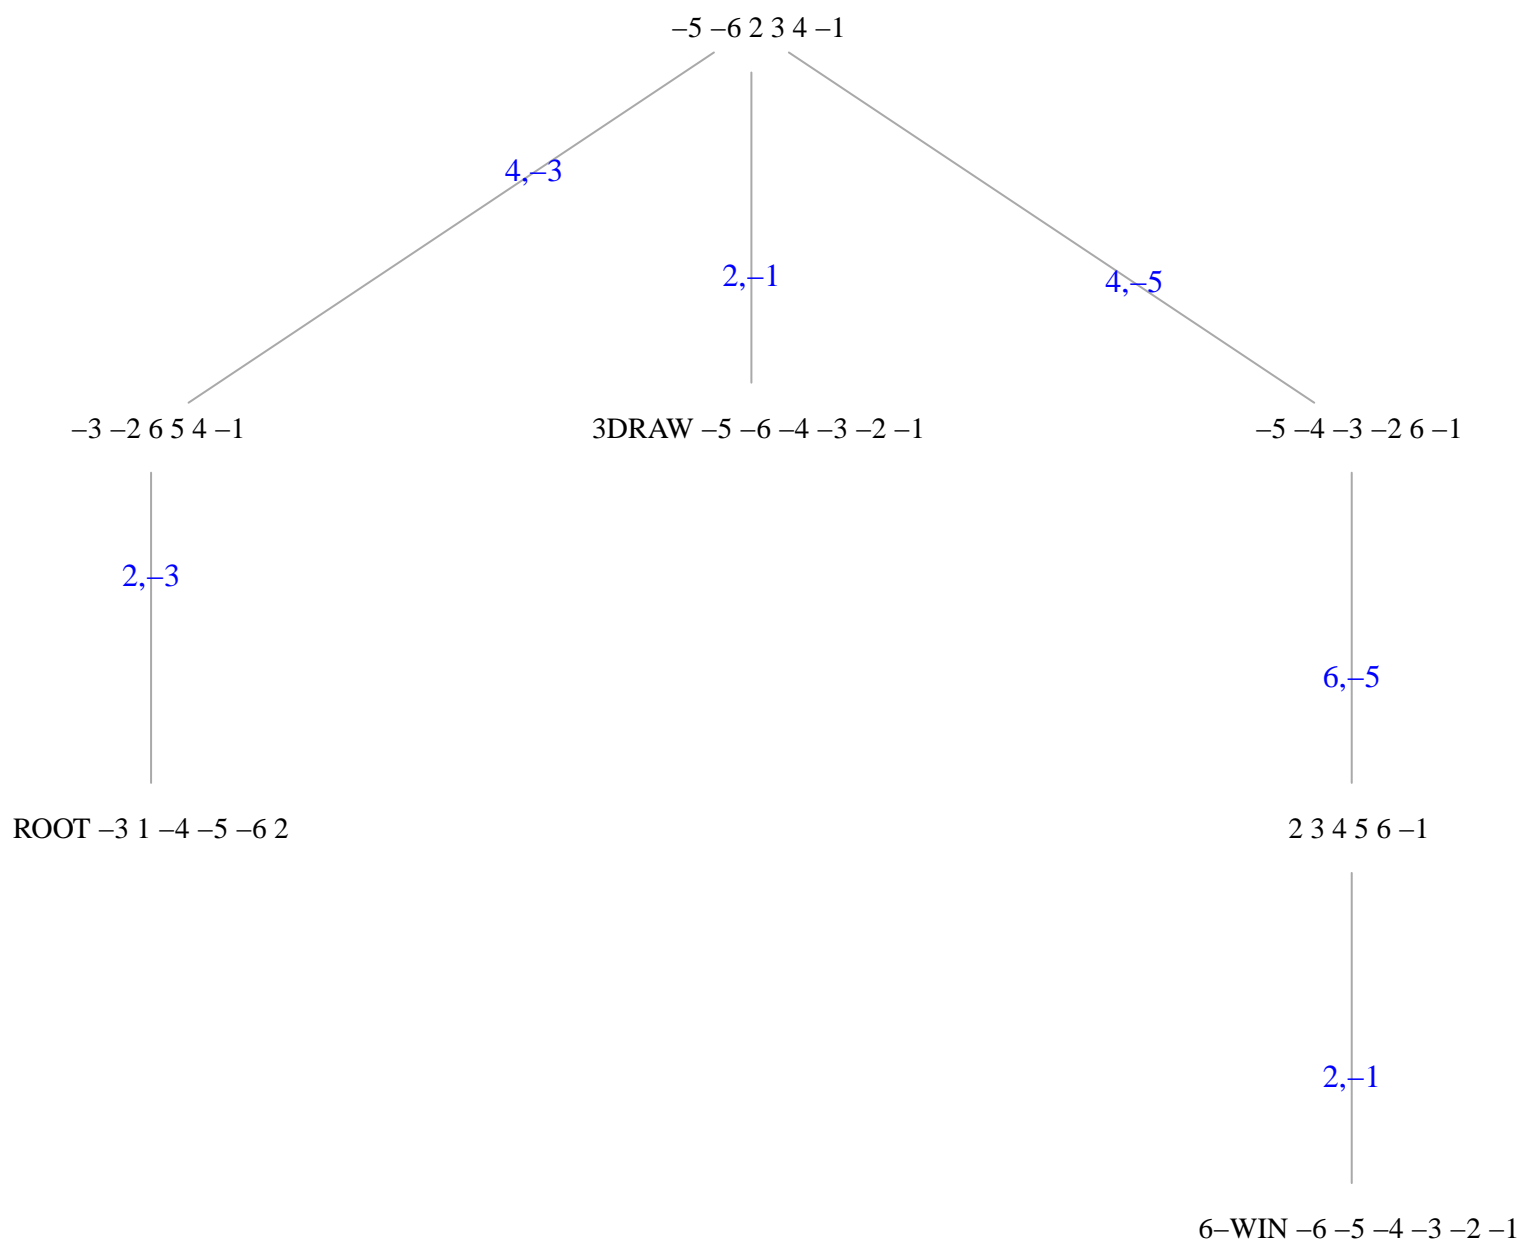 –5 –6 2 3 4 –1
4,–3
2,–1
4,–5
–3 –2 6 5 4 –1
3DRAW –5 –6 –4 –3 –2 –1
–5 –4 –3 –2 6 –1
2,–3
6,–5
ROOT –3 1 –4 –5 –6 2
2 3 4 5 6 –1
2,–1
6–WIN –6 –5 –4 –3 –2 –1